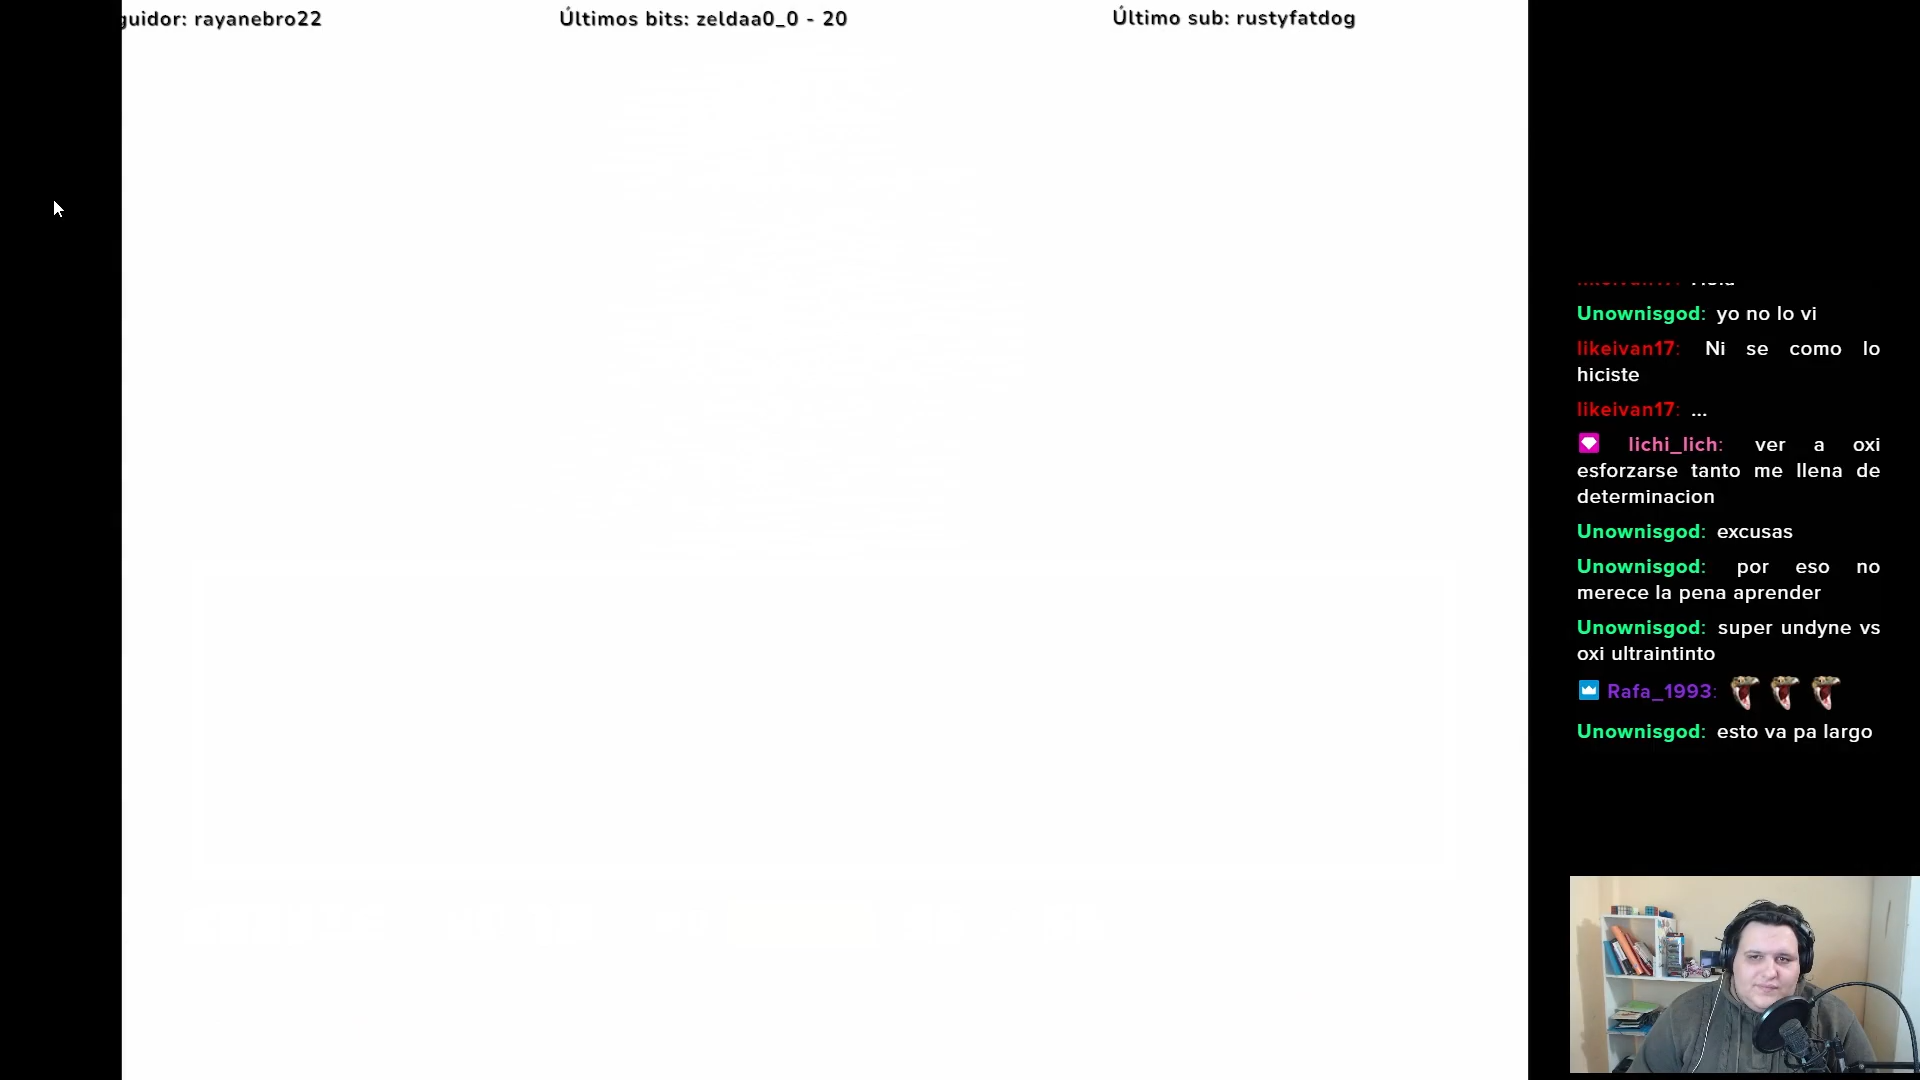 guidor: rayanebro22
Últimos bits: zeldaa0_0 - 20
Último sub: rustyfatdog
Unownisgod: yo no lo vi
likeivan17: Ni se como lo
hiciste
likeivan17: ...
lichi_lich: ver a oxi
esforzarse tanto me llena de
determinacion
Unownisgod: excusas
Unownisgod: por eso no
merece la pena aprender
Unownisgod: super undyne vs
oxi ultraintinto
Rafa_1993:
Unownisgod: esto va pa largo